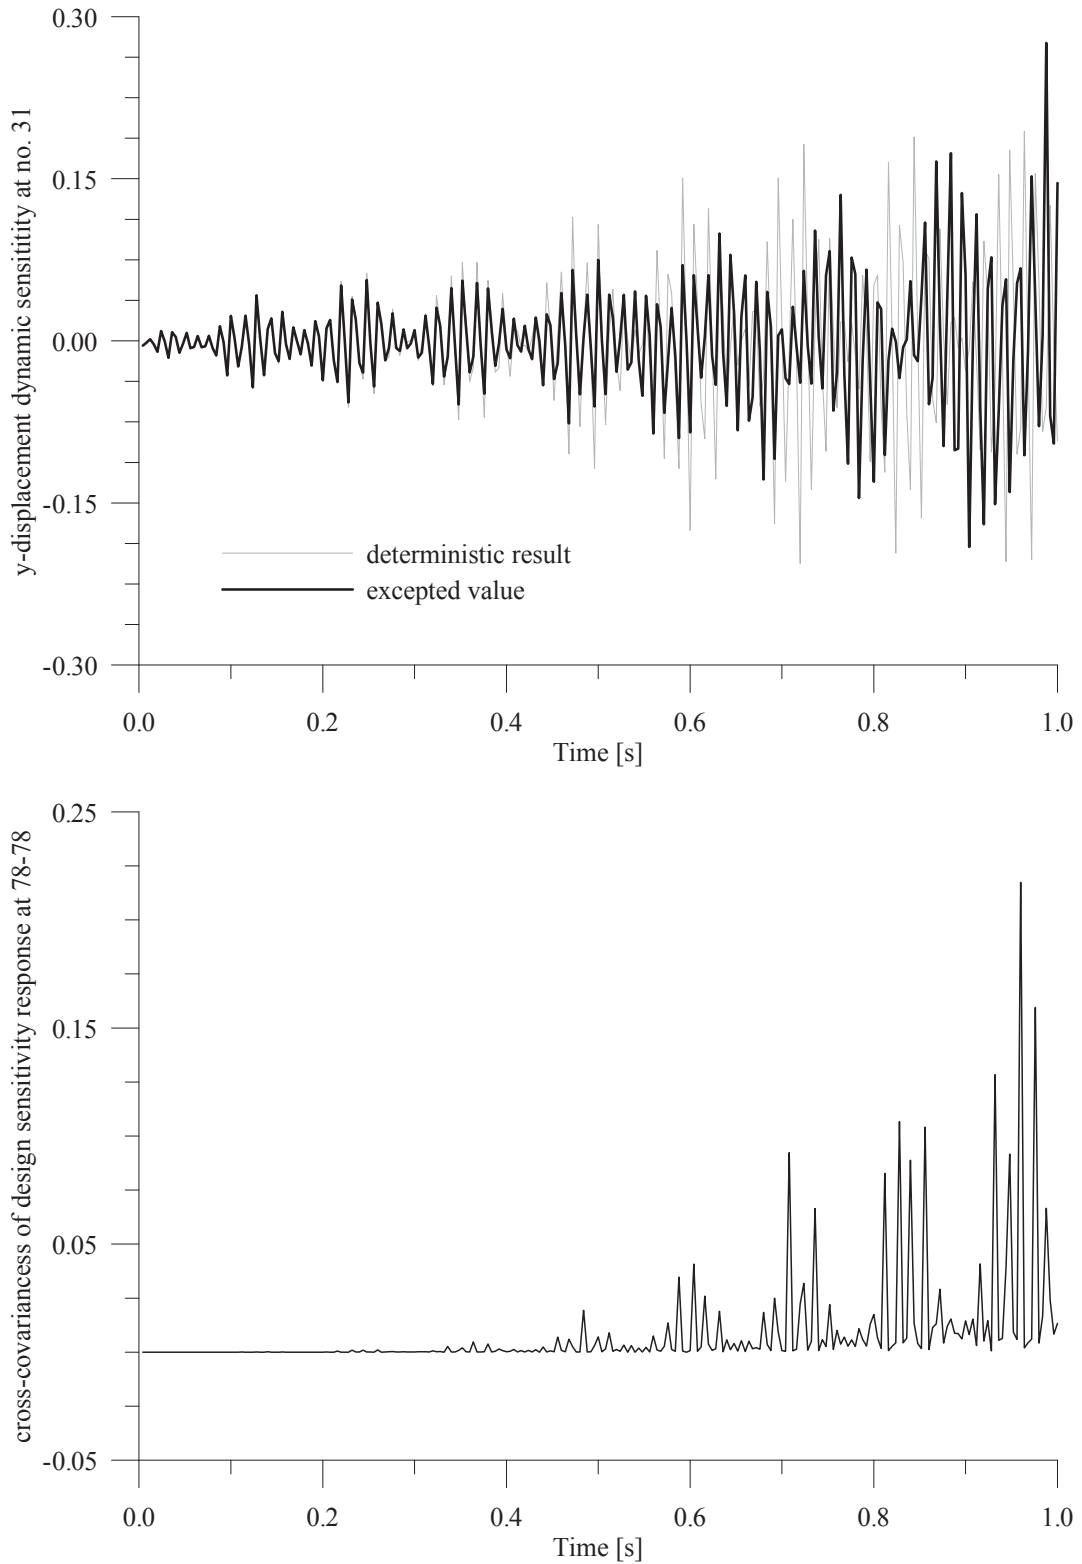 y-displacement dynamic sensititity at no. 31
0.30
0.15
0.00
-0.15
-0.30
deterministic result
excepted value
0.0 0.2 0.4 0.6 0.8 1.0
Time [s]
cross-covariancess of design sensitivity response at 78-78
0.25
0.15
0.05
-0.05
0.0 0.2 0.4 0.6 0.8 1.0
Time [s]